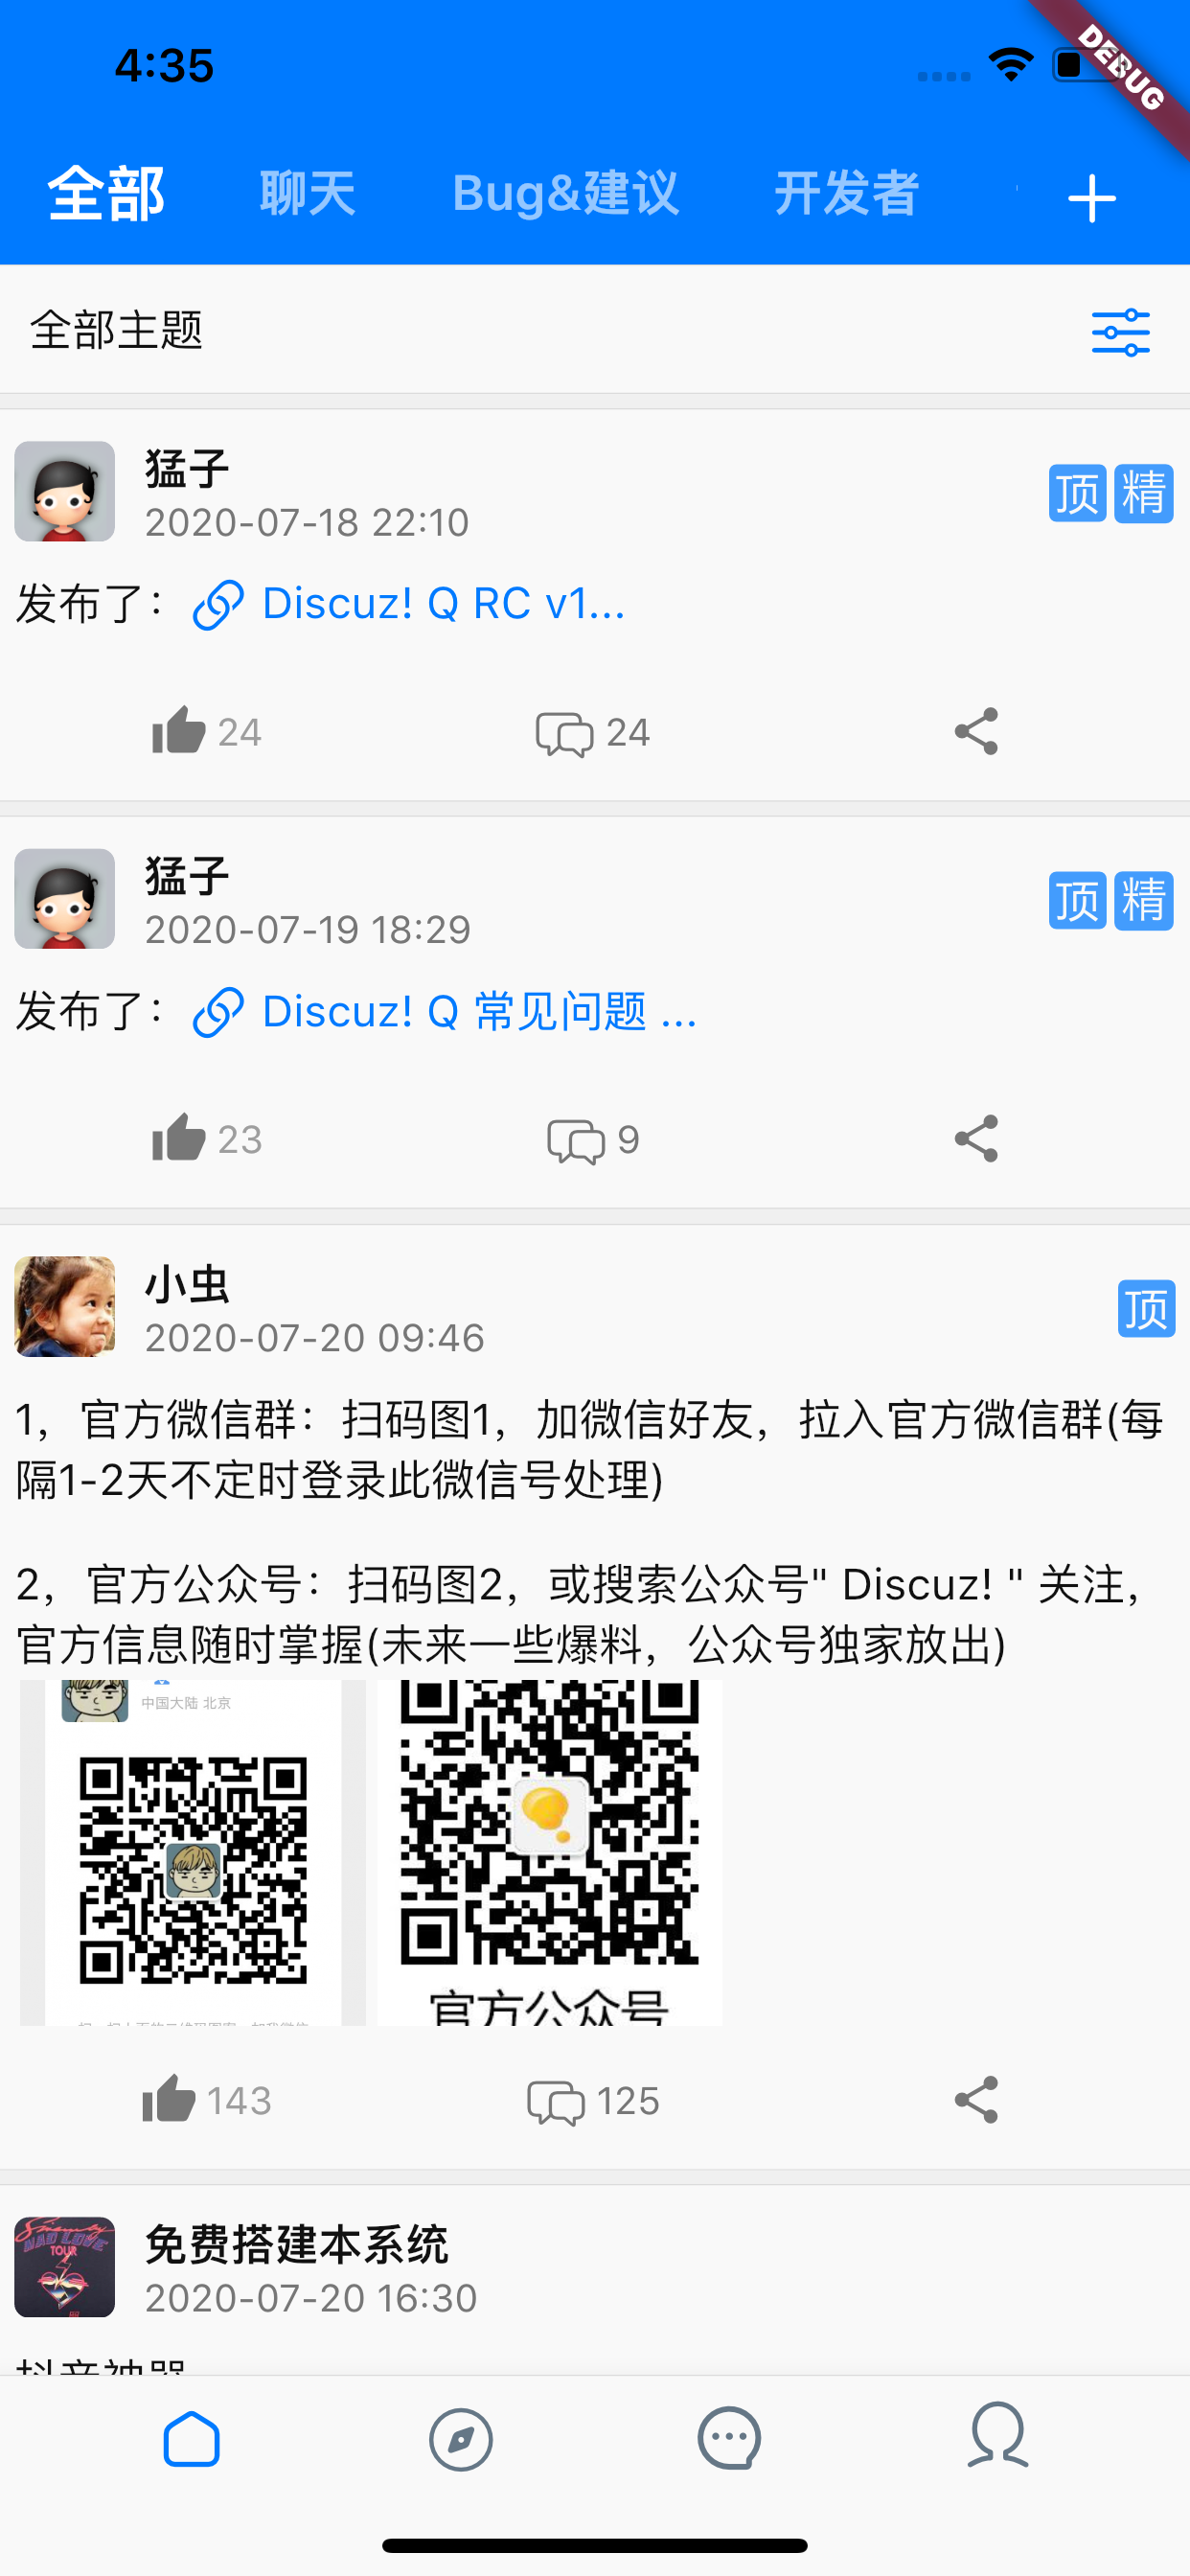 4:35
DEBUG
全部 聊天 Bug&建议 开发者
全部主题
猛子
2020-07-18 22:10
顶 精
发布了： Discuz! Q RC v1...
24 24
猛子
2020-07-19 18:29
顶 精
发布了： Discuz! Q 常见问题 ...
23 9
小虫
2020-07-20 09:46
顶
1，官方微信群：扫码图1，加微信好友，拉入官方微信群(每
隔1-2天不定时登录此微信号处理)
2，官方公众号：扫码图2，或搜索公众号" Discuz! " 关注，
官方信息随时掌握(未来一些爆料，公众号独家放出)
中国大陆 北京
官方公众号
143 125
免费搭建本系统
2020-07-20 16:30
TOUR